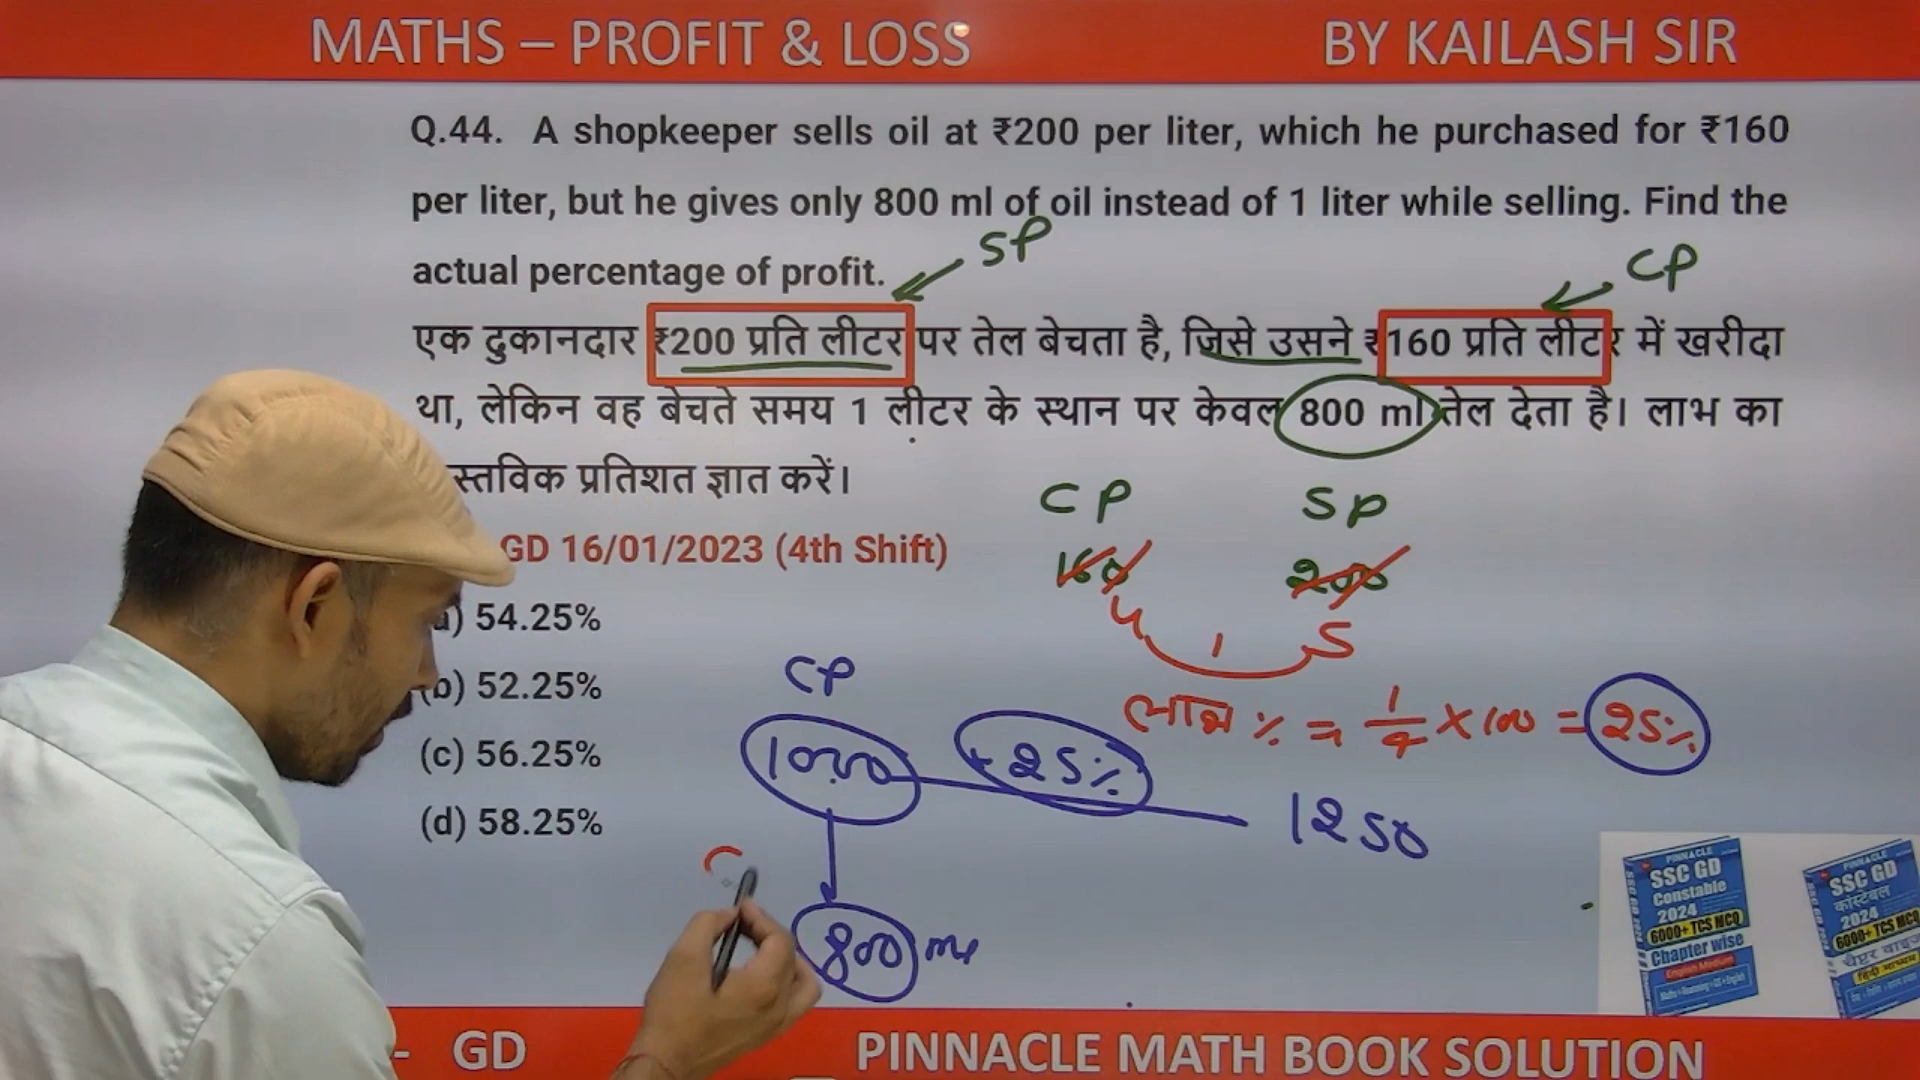 MATHS – PROFIT & LOSS
BY KAILASH SIR
Q.44. A shopkeeper sells oil at ₹200 per liter, which he purchased for ₹160
per liter, but he gives only 800 ml of oil instead of 1 liter while selling. Find the
actual percentage of profit.
SP
CP
एक दुकानदार ₹200 प्रति लीटर पर तेल बेचता है, जिसे उसने ₹160 प्रति लीटर में खरीदा
था, लेकिन वह बेचते समय 1 लीटर के स्थान पर केवल 800 ml तेल देता है। लाभ का
स्तविक प्रतिशत ज्ञात करें।
CP SP
GD 16/01/2023 (4th Shift)
160 200
(a) 54.25%
4 1 5
(b) 52.25%
CP
लाभ % = 1/4 × 100 = 25%
(c) 56.25%
1000 +25% 1250
(d) 58.25%
800 ml
PINNACLE
SSC GD
Constable
2024
6000+ TCS MCQ
Chapter wise
English Medium
PINNACLE
SSC GD
कांस्टेबल
2024
6000+ TCS MCQ
हिंदी माध्यम
- GD
PINNACLE MATH BOOK SOLUTION